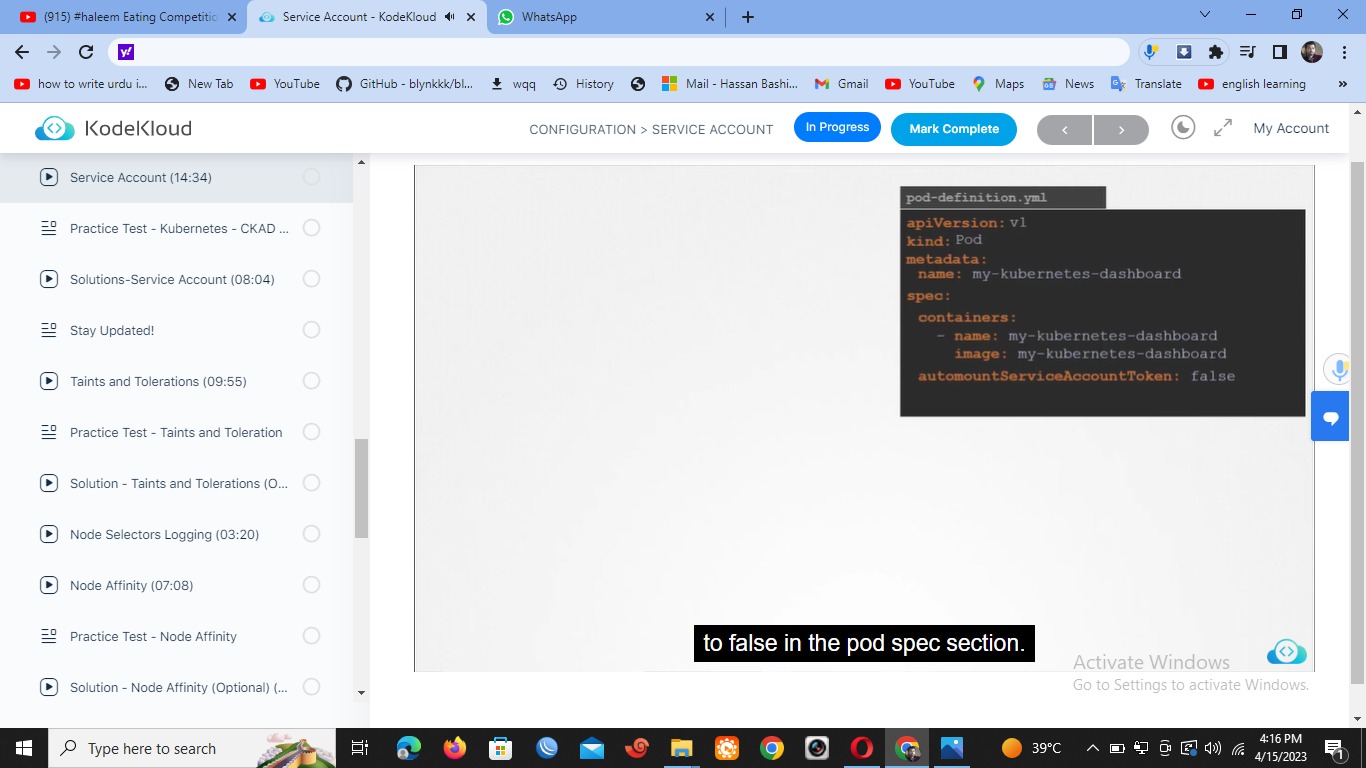 (915) #haleem Eating Competitio
Service Account - KodeKloud
WhatsApp
how to write urdu i...
New Tab
YouTube
GitHub - blynkkk/bl...
wqq
History
Mail - Hassan Bashi...
Gmail
YouTube
Maps
News
Translate
english learning
»
KodeKloud
CONFIGURATION > SERVICE ACCOUNT
In Progress
Mark Complete
<
>
My Account
Service Account (14:34)
Practice Test - Kubernetes - CKAD ...
Solutions-Service Account (08:04)
Stay Updated!
Taints and Tolerations (09:55)
Practice Test - Taints and Toleration
Solution - Taints and Tolerations (O...
Node Selectors Logging (03:20)
Node Affinity (07:08)
Practice Test - Node Affinity
Solution - Node Affinity (Optional) (...
pod-definition.yml
apiVersion: v1
kind: Pod
metadata:
name: my-kubernetes-dashboard
spec:
containers:
- name: my-kubernetes-dashboard
image: my-kubernetes-dashboard
automountServiceAccountToken: false
to false in the pod spec section.
Activate Windows
Go to Settings to activate Windows.
Type here to search
39°C
4:16 PM
4/15/2023
1